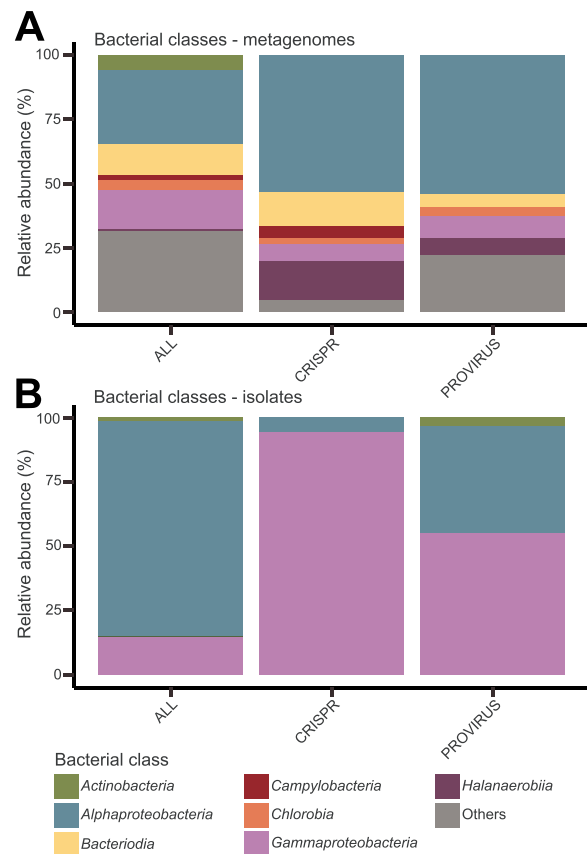 A
Bacterial classes - metagenomes
Relative abundance (%)
100
75
50
25
0
ALL
CRISPR
PROVIRUS
B
Bacterial classes - isolates
Relative abundance (%)
100
75
50
25
0
ALL
CRISPR
PROVIRUS
Bacterial class
Actinobacteria
Alphaproteobacteria
Bacteriodia
Campylobacteria
Chlorobia
Gammaproteobacteria
Halanaerobiia
Others